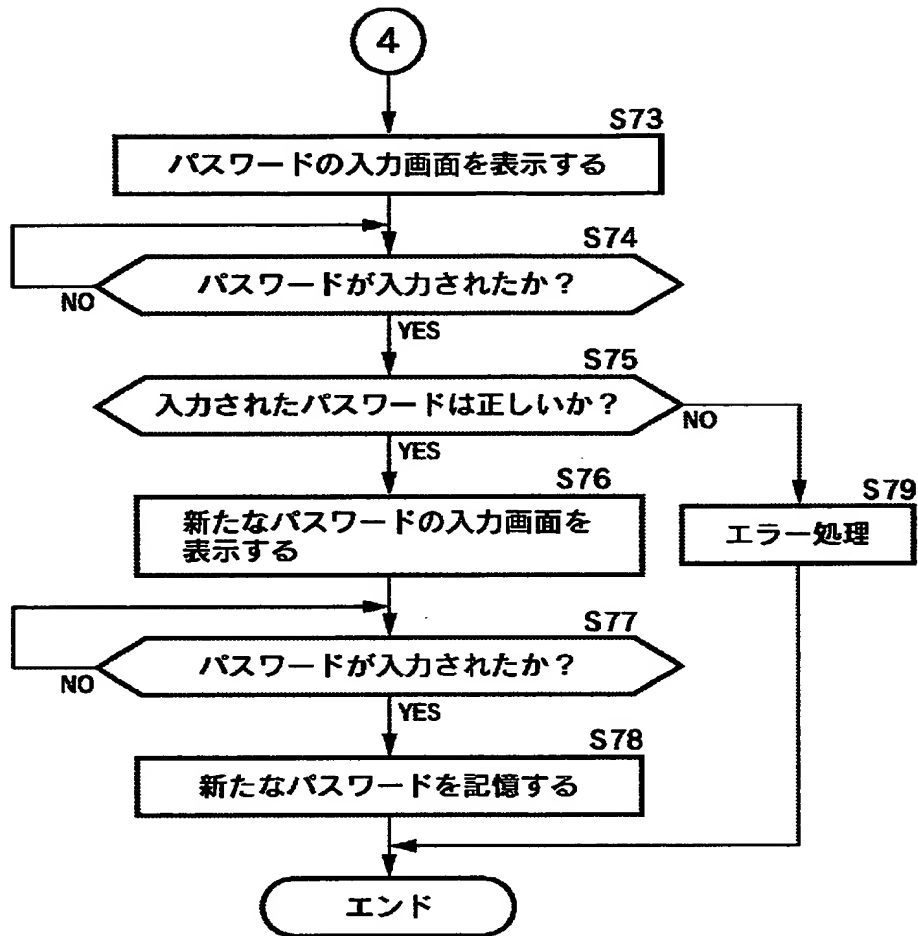 4
S73
パスワードの入力画面を表示する
S74
パスワードが入力されたか?
NO
YES
S75
入力されたパスワードは正しいか?
NO
YES
S76
S79
新たなパスワードの入力画面を
表示する
エラー処理
S77
パスワードが入力されたか?
NO
YES
S78
新たなパスワードを記憶する
エンド